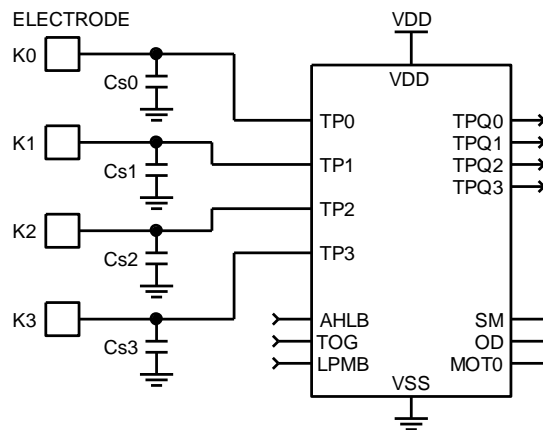 ELECTRODE
VDD
K0
VDD
Cs0
TP0
TPQ0
K1
TPQ1
TP1
TPQ2
Cs1
TPQ3
K2
TP2
TP3
Cs2
K3
AHLB
SM
TOG
OD
Cs3
LPMB
MOT0
VSS